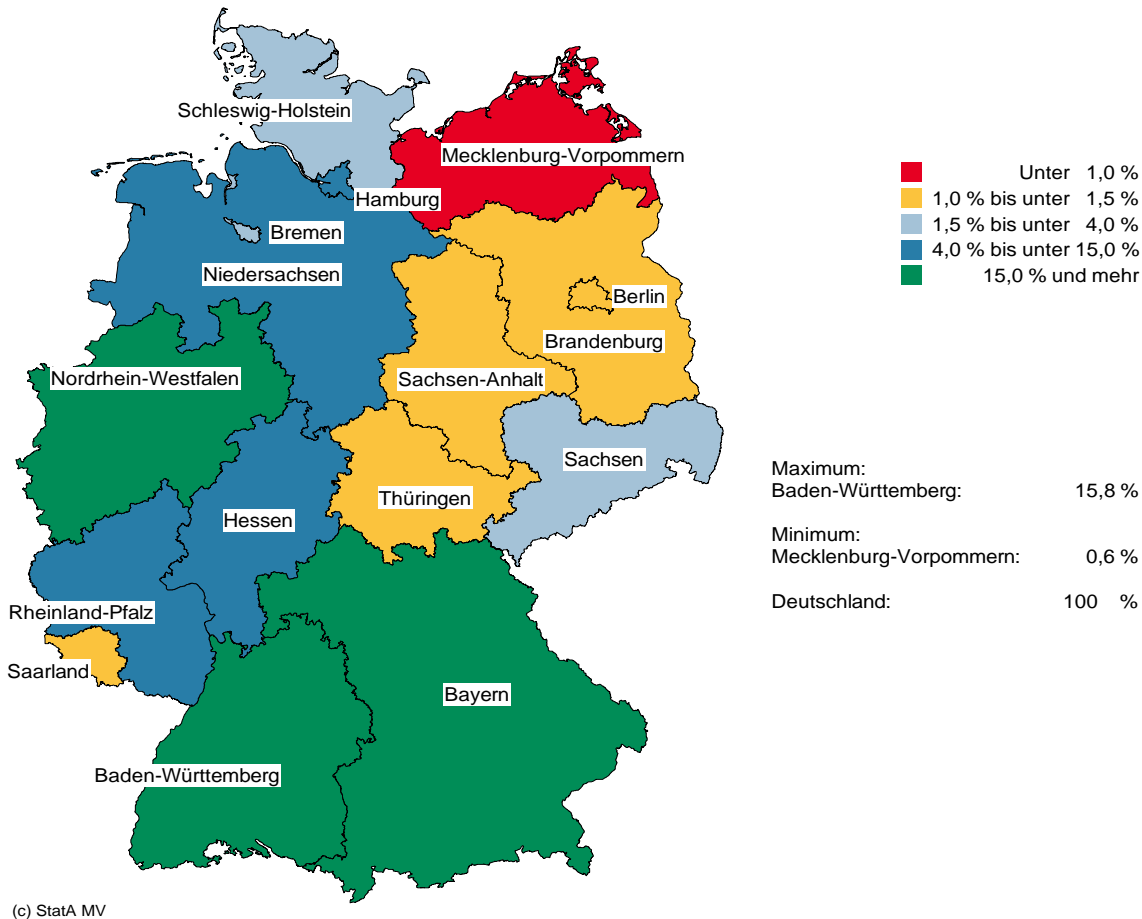 Schleswig-Holstein
Mecklenburg-Vorpommern
Hamburg
Bremen
Niedersachsen
Berlin
Brandenburg
Nordrhein-Westfalen
Sachsen-Anhalt
Sachsen
Thüringen
Hessen
Rheinland-Pfalz
Saarland
Bayern
Baden-Württemberg
Unter 1,0 %
1,0 % bis unter 1,5 %
1,5 % bis unter 4,0 %
4,0 % bis unter 15,0 %
15,0 % und mehr
Maximum:
Baden-Württemberg: 15,8 %
Minimum:
Mecklenburg-Vorpommern: 0,6 %
Deutschland: 100 %
(c) StatA MV